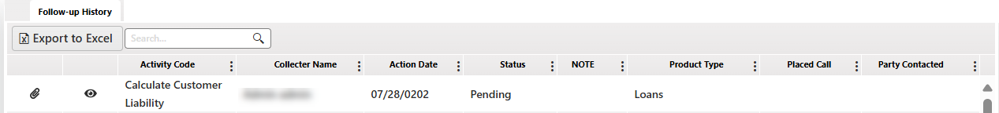 Follow-up History
Export to Excel Search...
Activity Code Collecter Name Action Date Status NOTE Product Type Placed Call Party Contacted
Calculate Customer
Liability 07/28/0202 Pending Loans